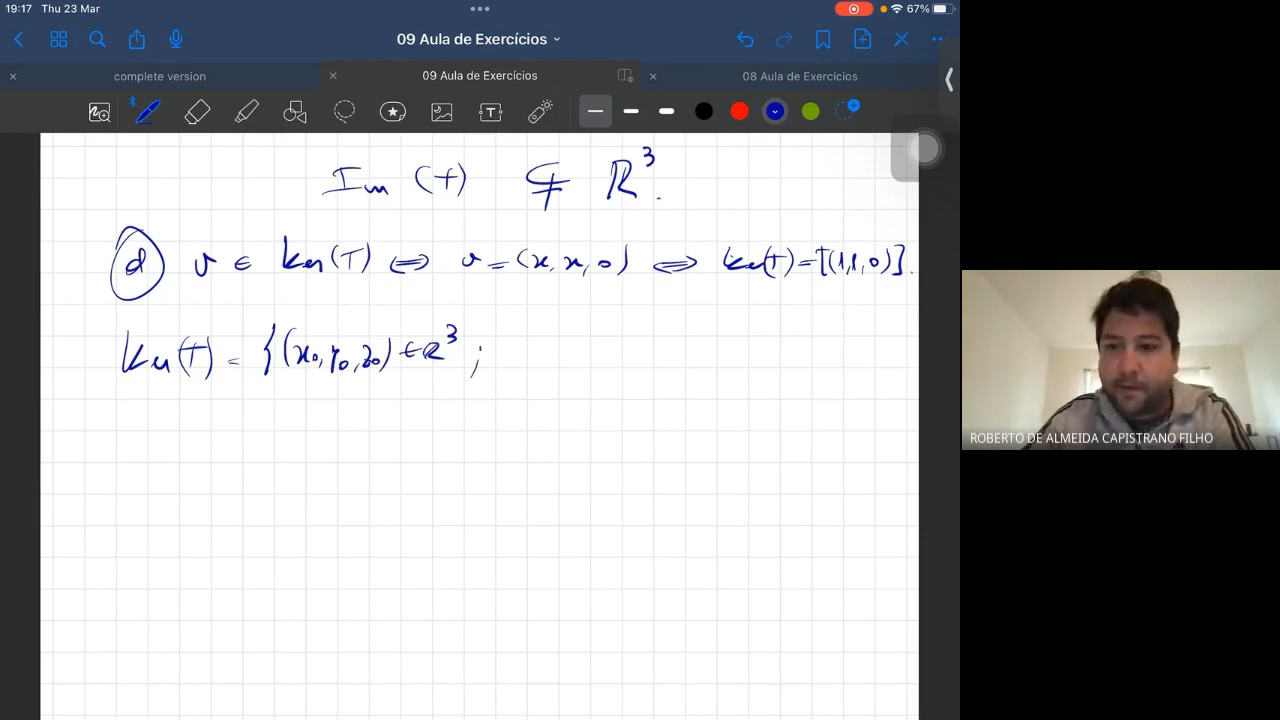 19:17 Thu 23 Mar 67%
09 Aula de Exercícios
complete version 09 Aula de Exercícios 08 Aula de Exercícios
Im (T) ⊊ ℝ³.
d v ∈ Ker(T) ⟺ v = (x, x, 0) ⟺ Ker(T) = [(1,1,0)].
Ker(T) = {(x₀, y₀, z₀) ∈ ℝ³ ;
ROBERTO DE ALMEIDA CAPISTRANO FILHO